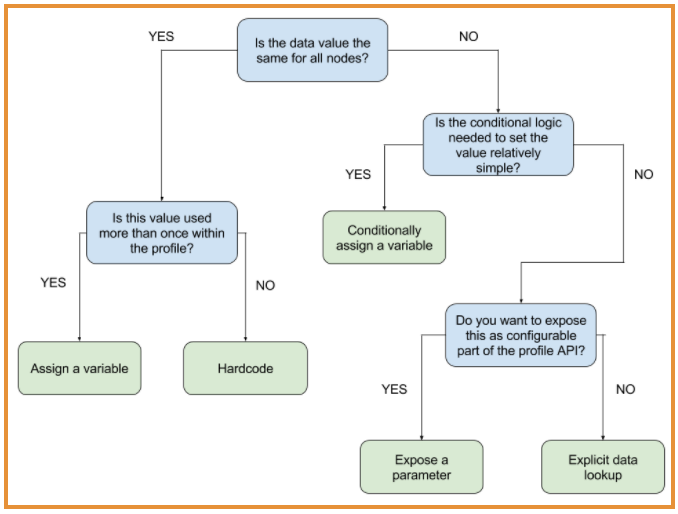 YES
Is the data value the
same for all nodes?
NO
Is the conditional logic
needed to set the
value relatively
simple?
YES
NO
Is this value used
more than once within
the profile?
Conditionally
assign a variable
YES
NO
Do you want to expose
this as configurable
part of the profile API?
Assign a variable
Hardcode
YES
NO
Expose a
parameter
Explicit data
lookup